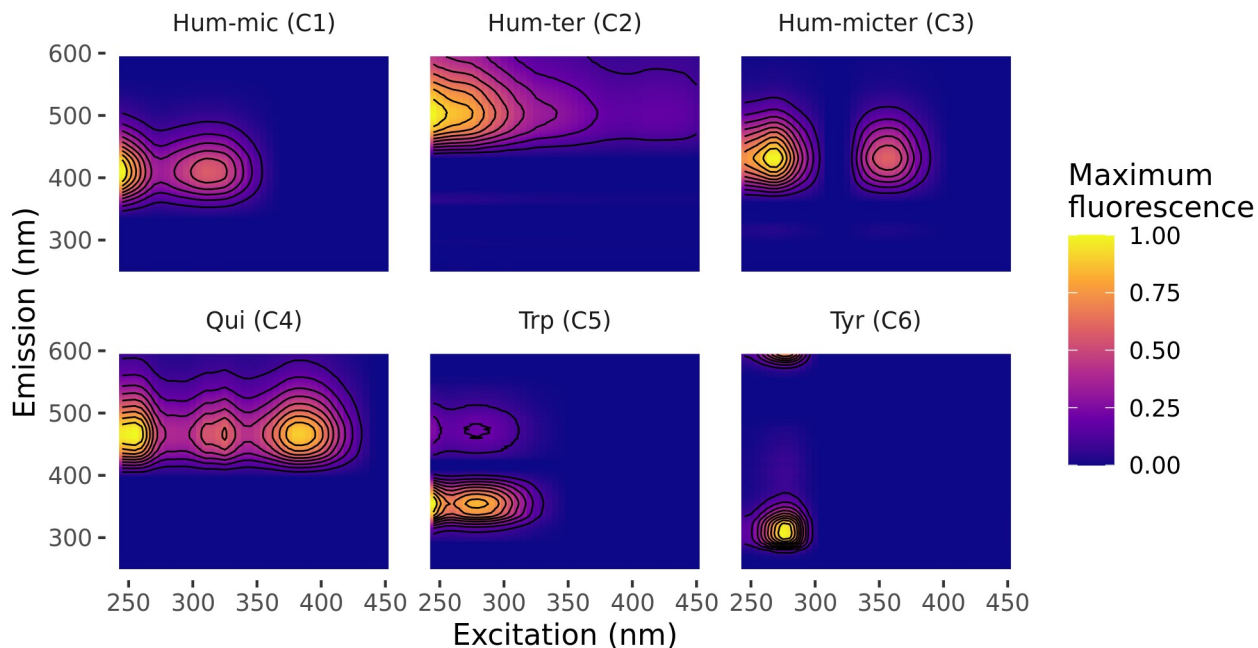 Hum-mic (C1)
Hum-ter (C2)
Hum-micter (C3)
600
500
400
300
Qui (C4)
Trp (C5)
Tyr (C6)
600
500
400
300
250 300 350 400 450
250 300 350 400 450
250 300 350 400 450
Emission (nm)
Excitation (nm)
Maximum
fluorescence
1.00
0.75
0.50
0.25
0.00